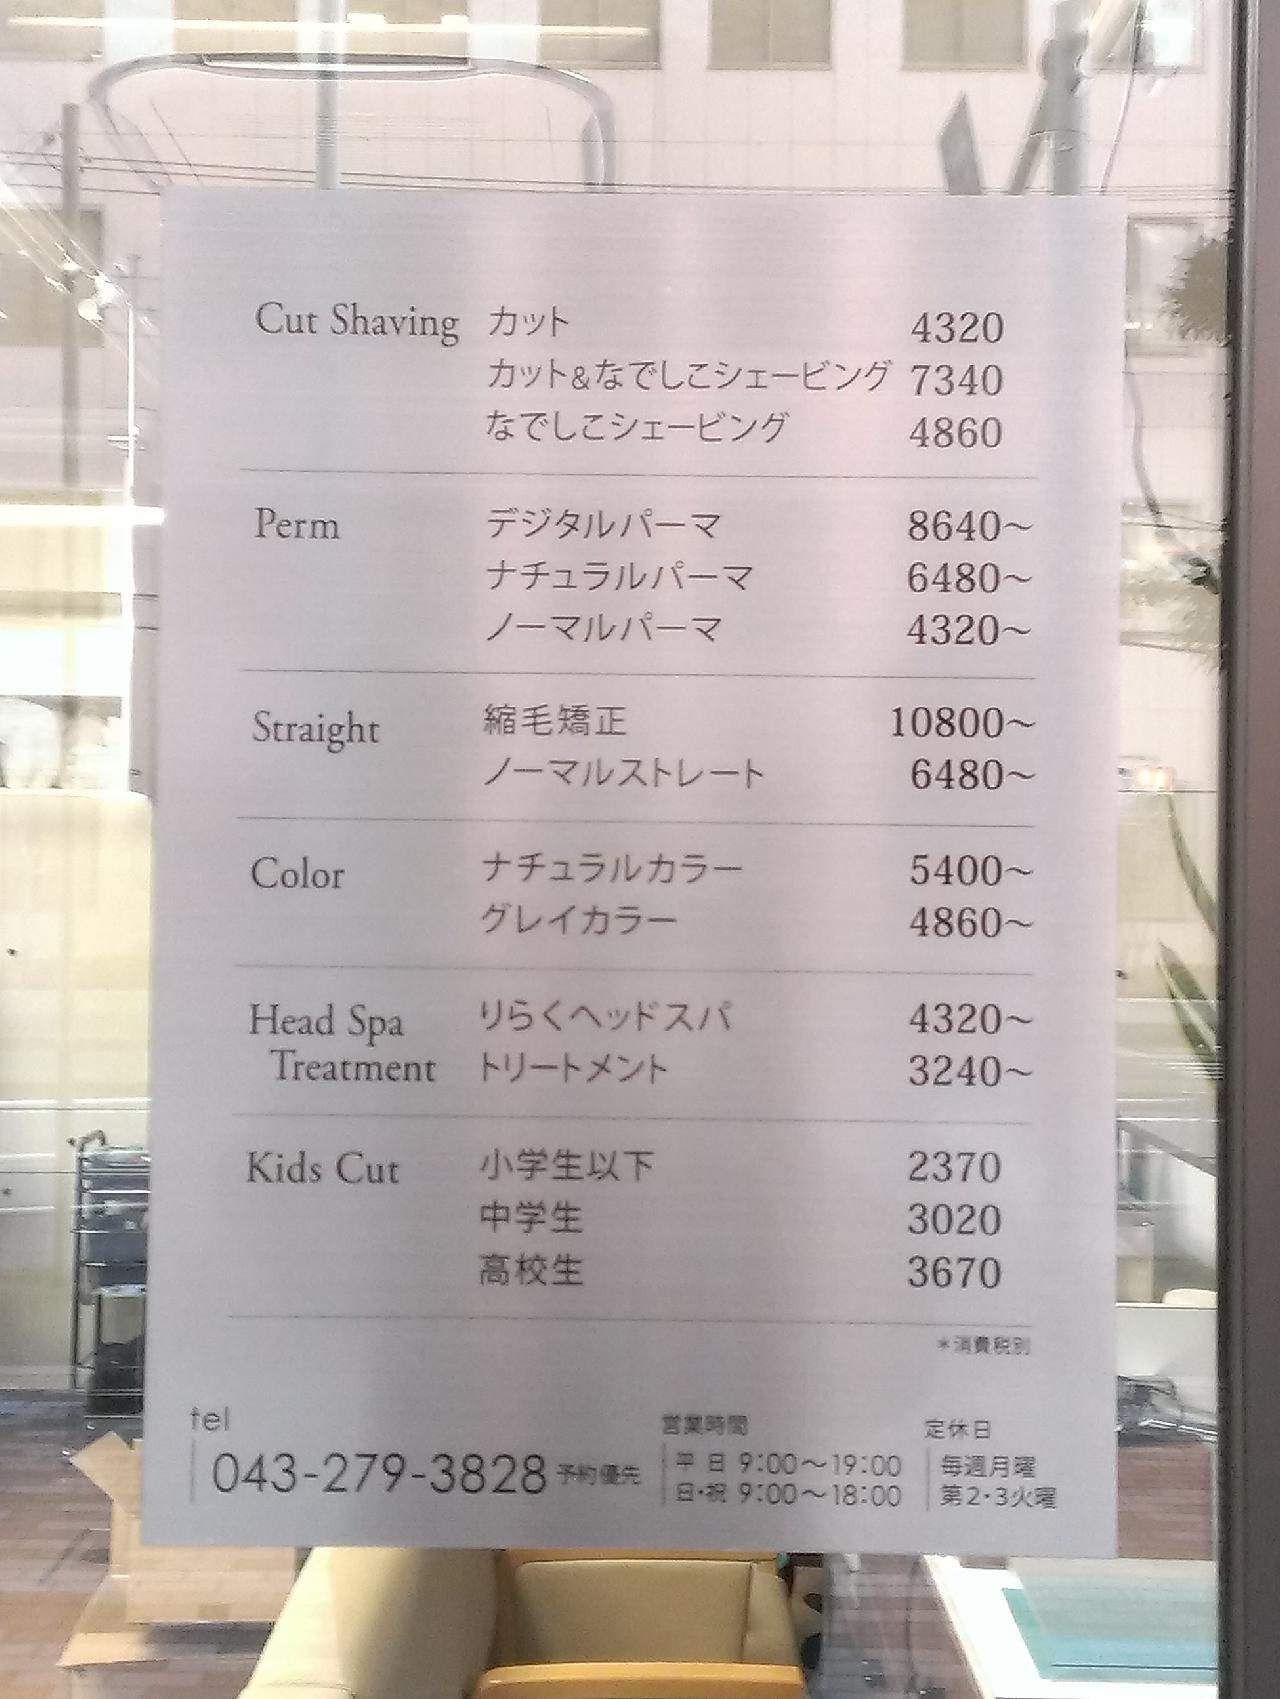 Cut Shaving カット 4320
カット&なでしこシェービング 7340
なでしこシェービング 4860
Perm デジタルパーマ 8640~
ナチュラルパーマ 6480~
ノーマルパーマ 4320~
Straight 縮毛矯正 10800~
ノーマルストレート 6480~
Color ナチュラルカラー 5400~
グレイカラー 4860~
Head Spa りらくヘッドスパ 4320~
Treatment トリートメント 3240~
Kids Cut 小学生以下 2370
中学生 3020
高校生 3670
*消費税別
tel
043-279-3828 予約優先
営業時間
平日 9:00~19:00
日・祝 9:00~18:00
定休日
毎週月曜
第2・3火曜